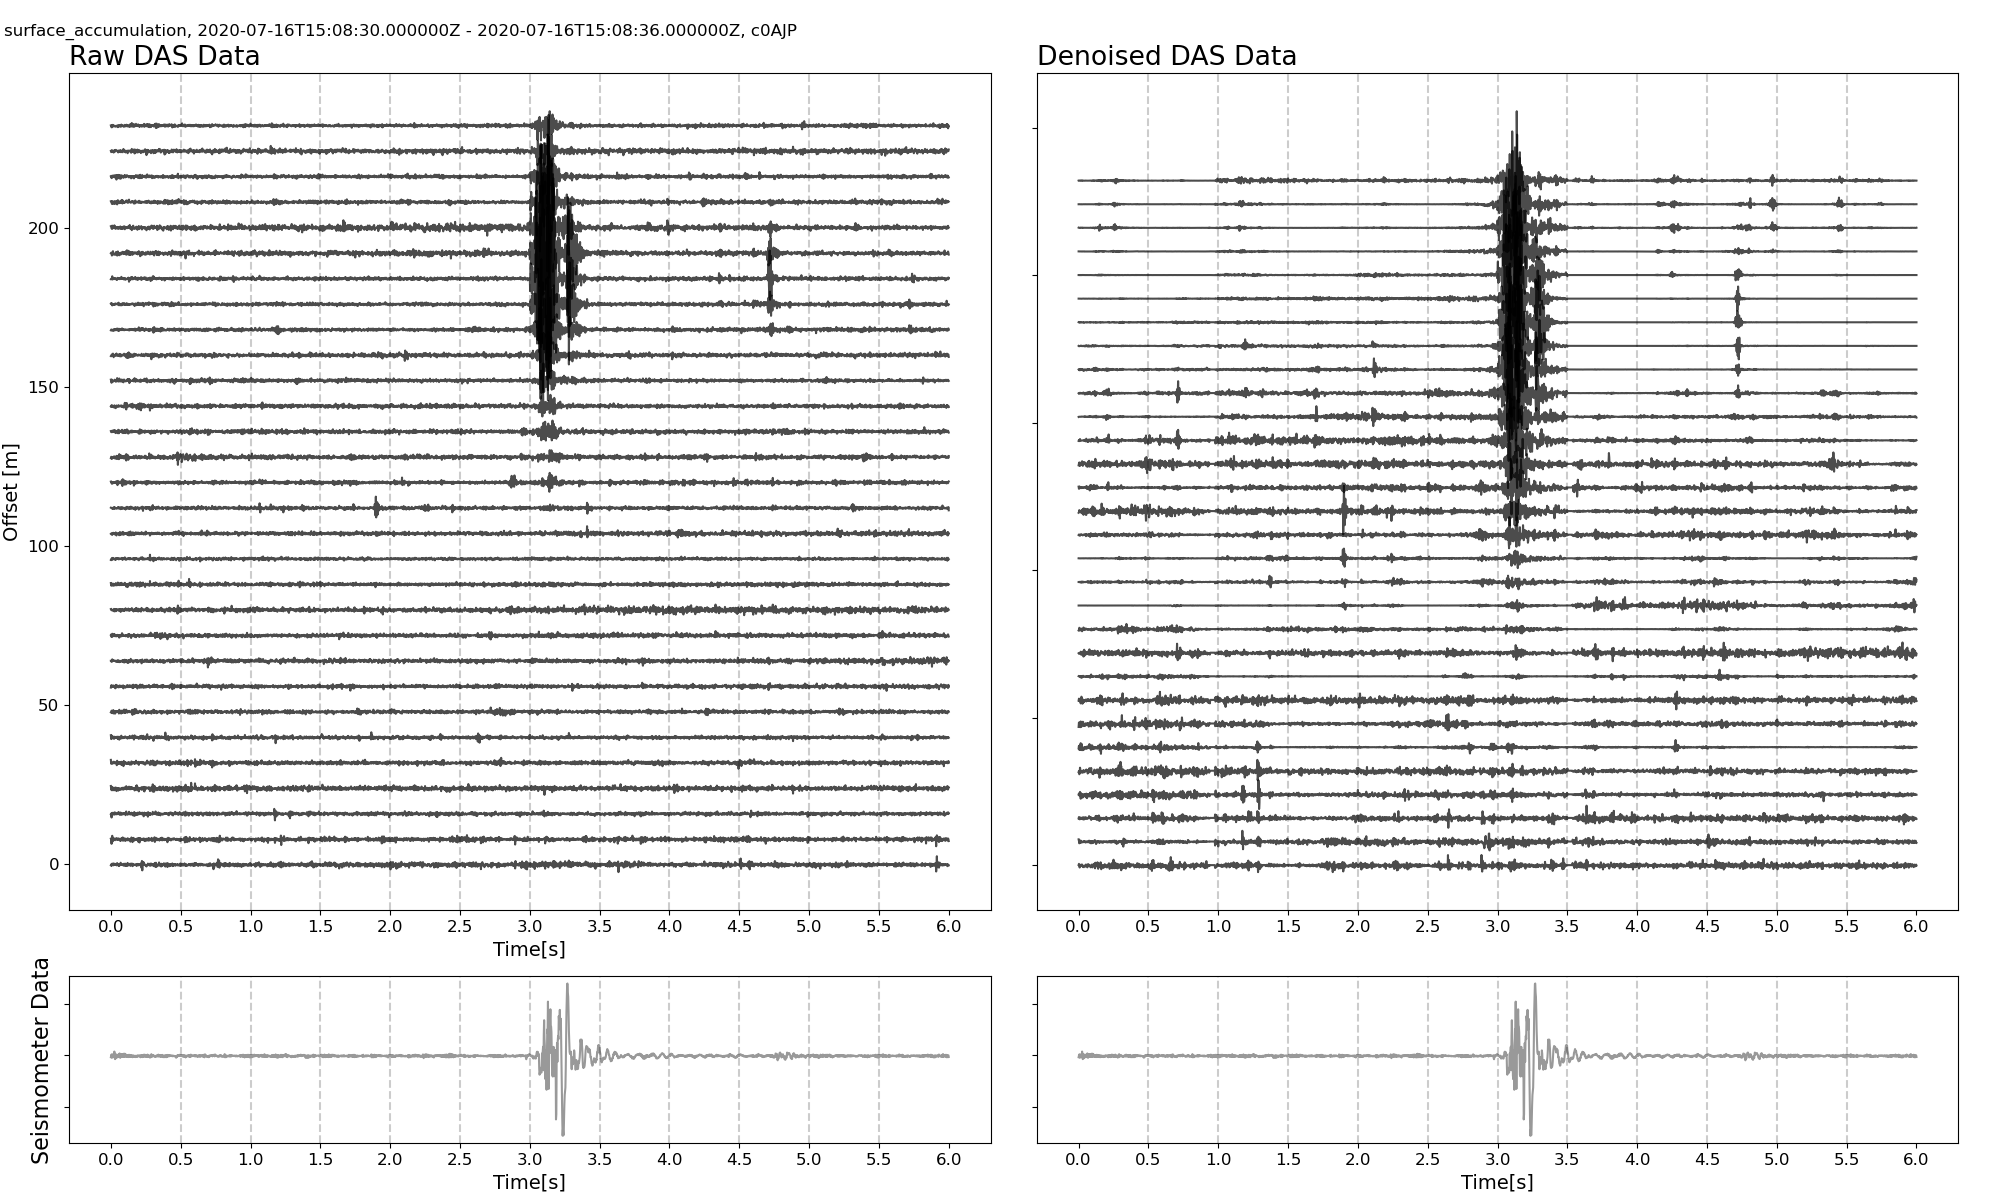 surface_accumulation, 2020-07-16T15:08:30.000000Z - 2020-07-16T15:08:36.000000Z, c0AJP
Raw DAS Data
Denoised DAS Data
Offset [m]
200
150
100
50
0
0.0 0.5 1.0 1.5 2.0 2.5 3.0 3.5 4.0 4.5 5.0 5.5 6.0
Time[s]
0.0 0.5 1.0 1.5 2.0 2.5 3.0 3.5 4.0 4.5 5.0 5.5 6.0
Seismometer Data
0.0 0.5 1.0 1.5 2.0 2.5 3.0 3.5 4.0 4.5 5.0 5.5 6.0
Time[s]
0.0 0.5 1.0 1.5 2.0 2.5 3.0 3.5 4.0 4.5 5.0 5.5 6.0
Time[s]